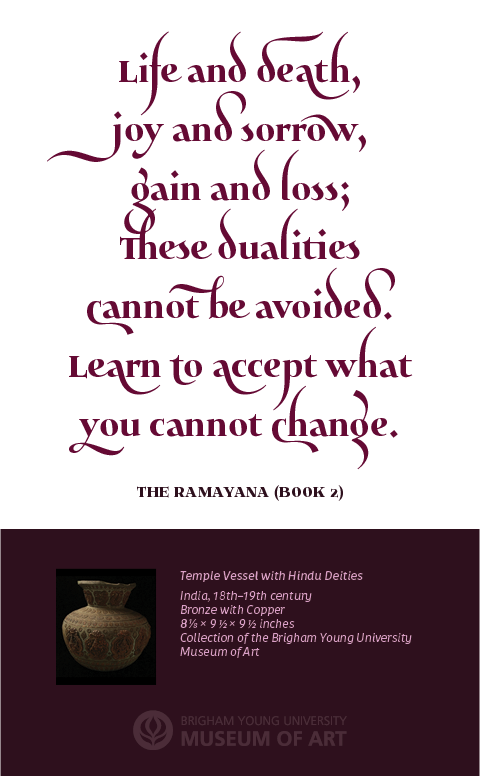 Life and death,
joy and sorrow,
gain and loss;
These dualities
cannot be avoided.
Learn to accept what
you cannot change.
THE RAMAYANA (BOOK 2)
Temple Vessel with Hindu Deities
India, 18th–19th century
Bronze with Copper
8⅛ × 9 ½ × 9 ½ inches
Collection of the Brigham Young University
Museum of Art
BRIGHAM YOUNG UNIVERSITY
MUSEUM OF ART